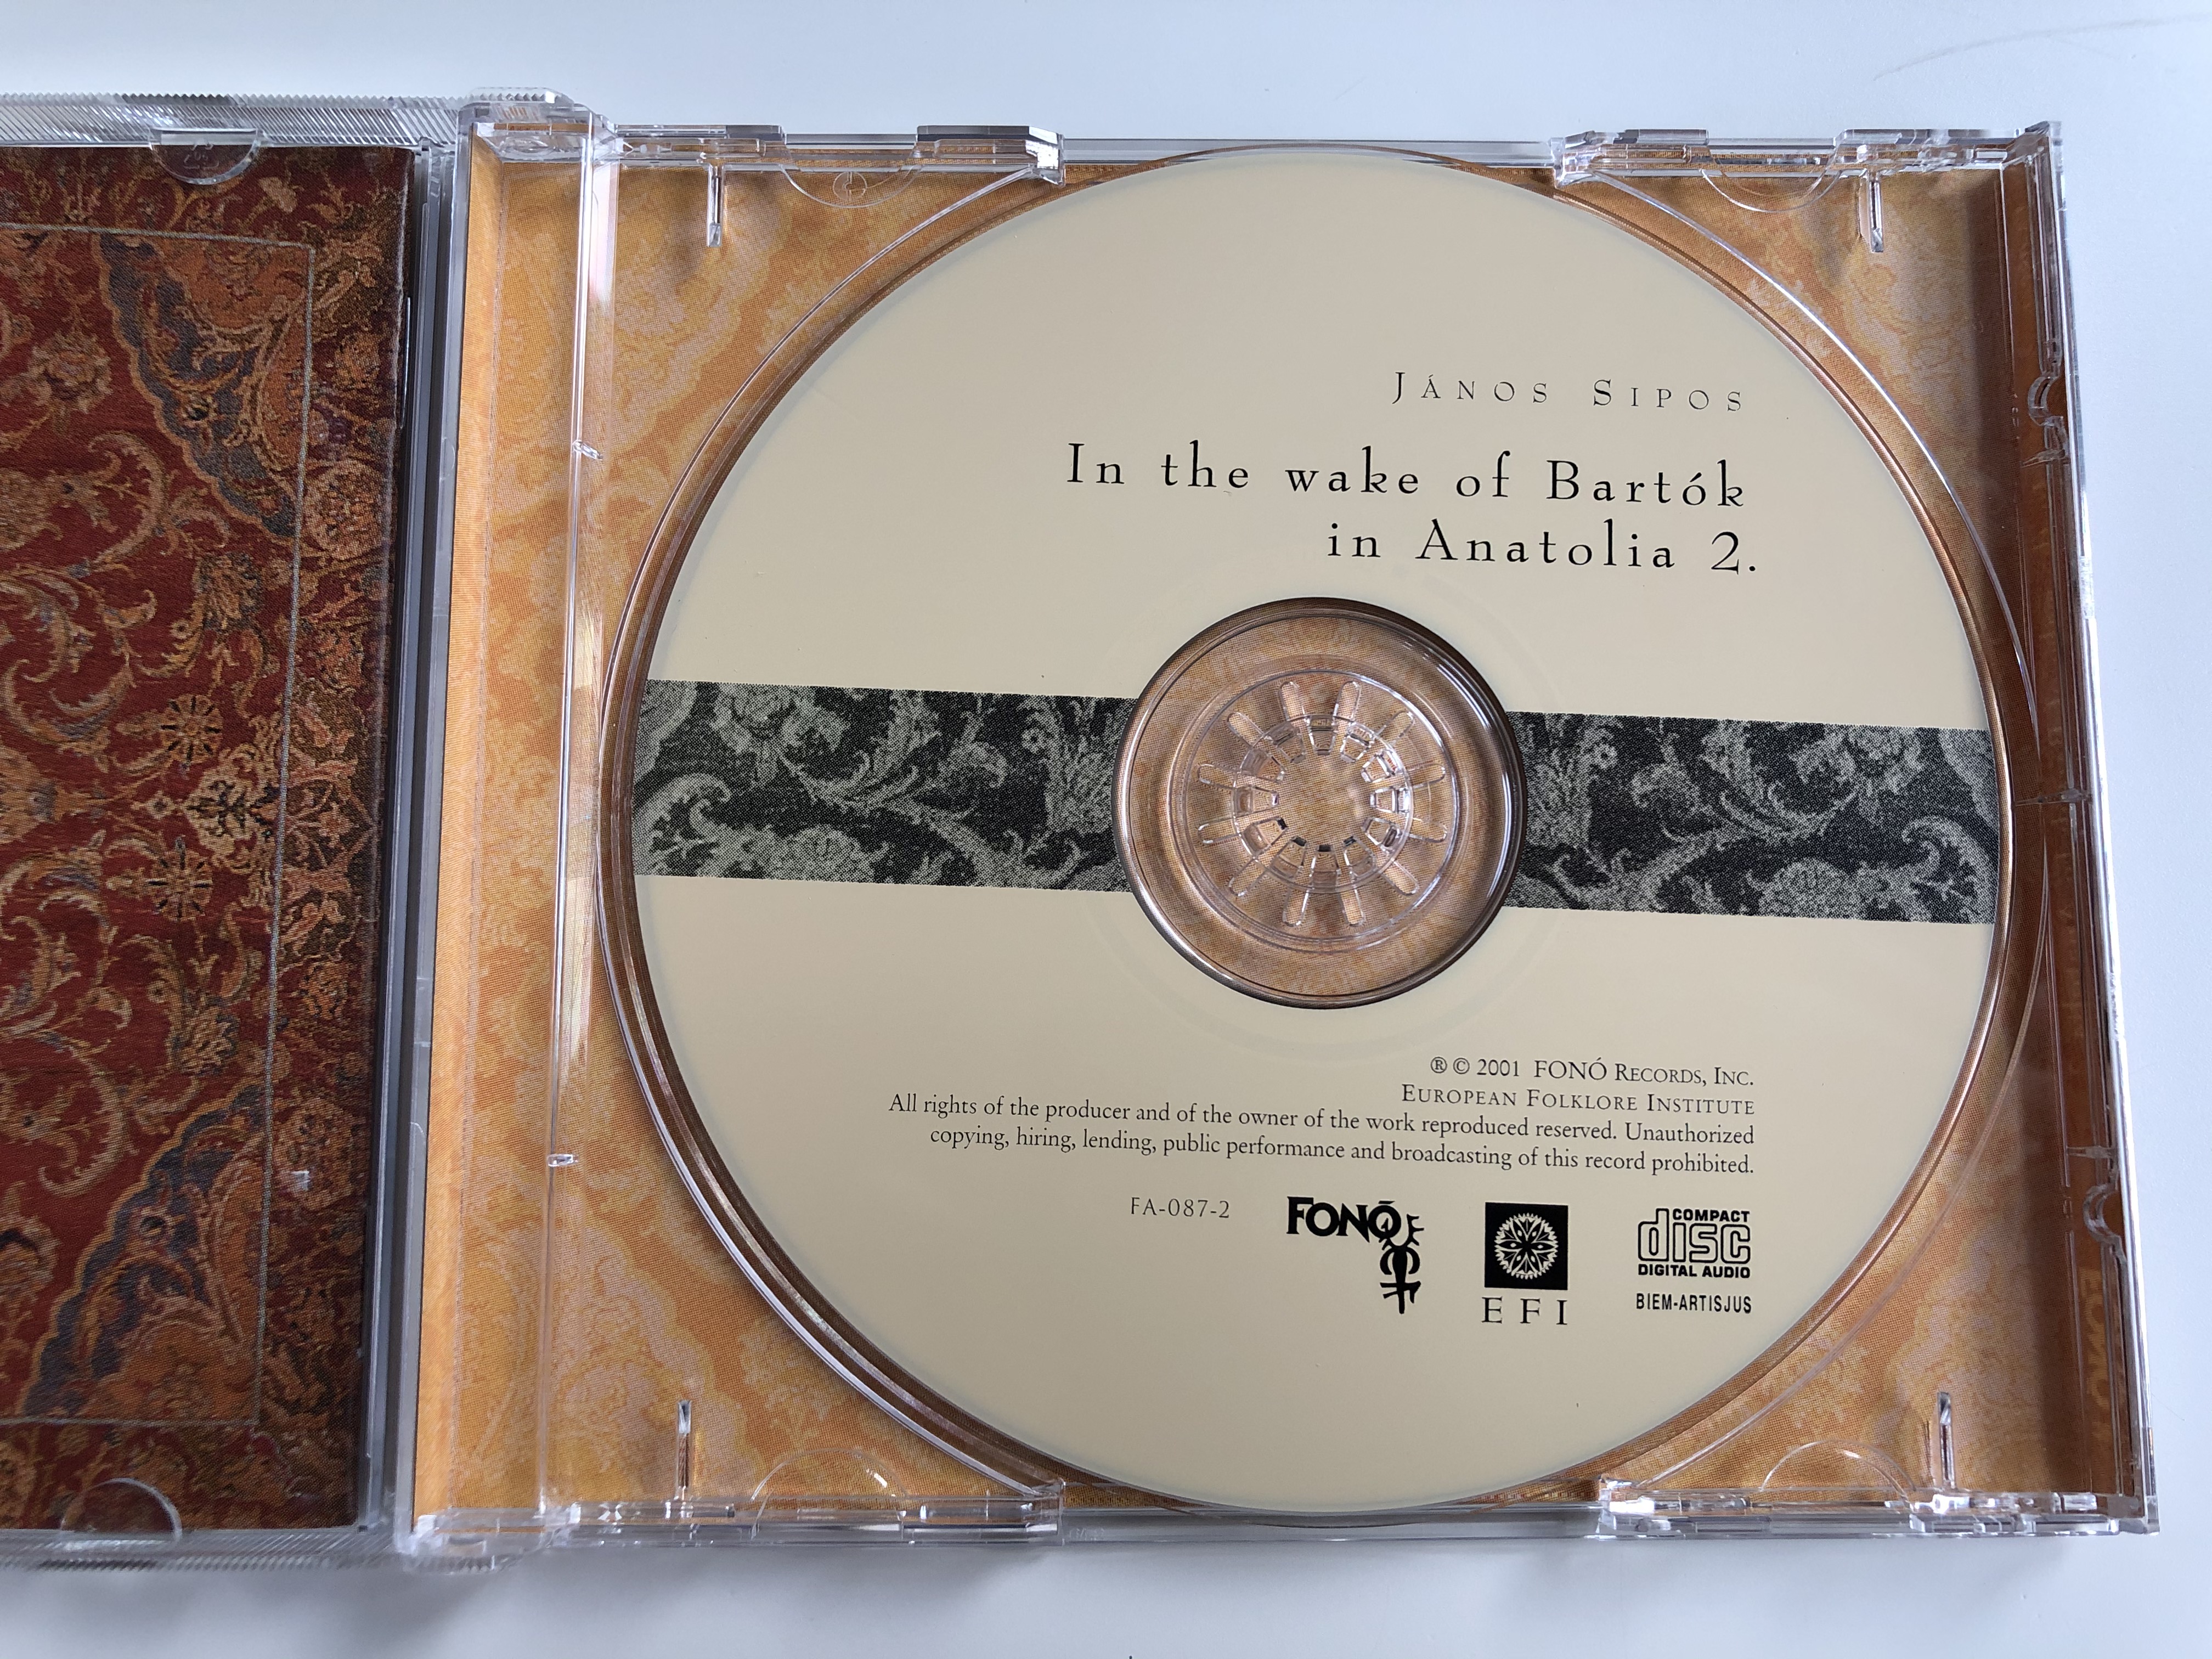 JÁNOS SIPOS
In the wake of Bartók
in Anatolia 2.
® © 2001 FONÓ RECORDS, INC.
EUROPEAN FOLKLORE INSTITUTE
All rights of the producer and of the owner of the work reproduced reserved. Unauthorized
copying, hiring, lending, public performance and broadcasting of this record prohibited.
FA-087-2
FONÓ
EFI
COMPACT
disc
DIGITAL AUDIO
BIEM-ARTISJUS